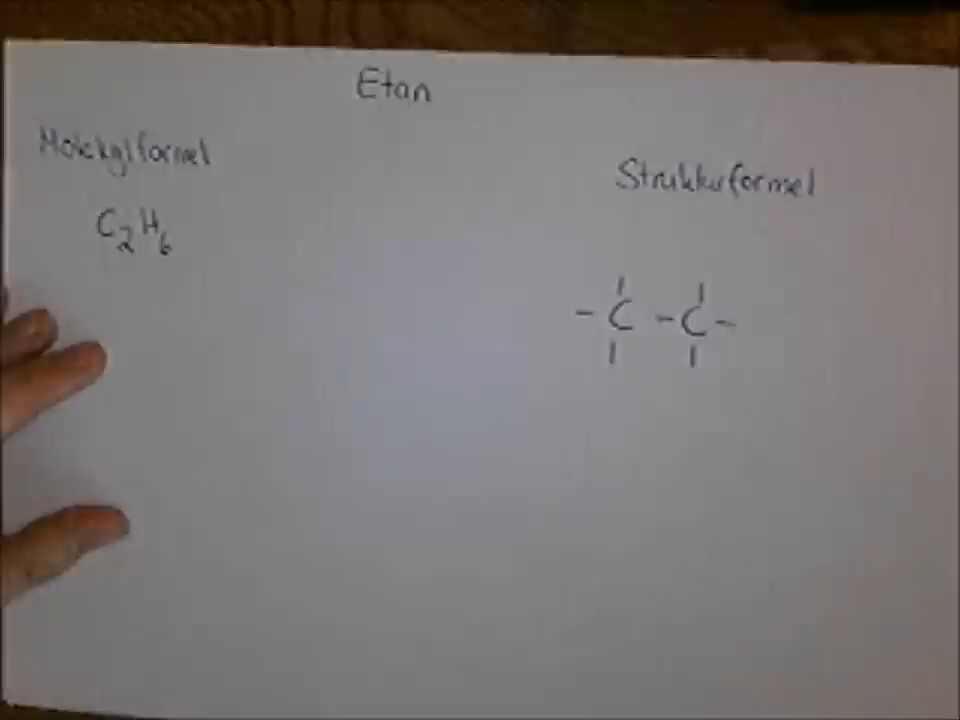 Etan
Molekylformel
Strukturformel
C2H6
- C - C -